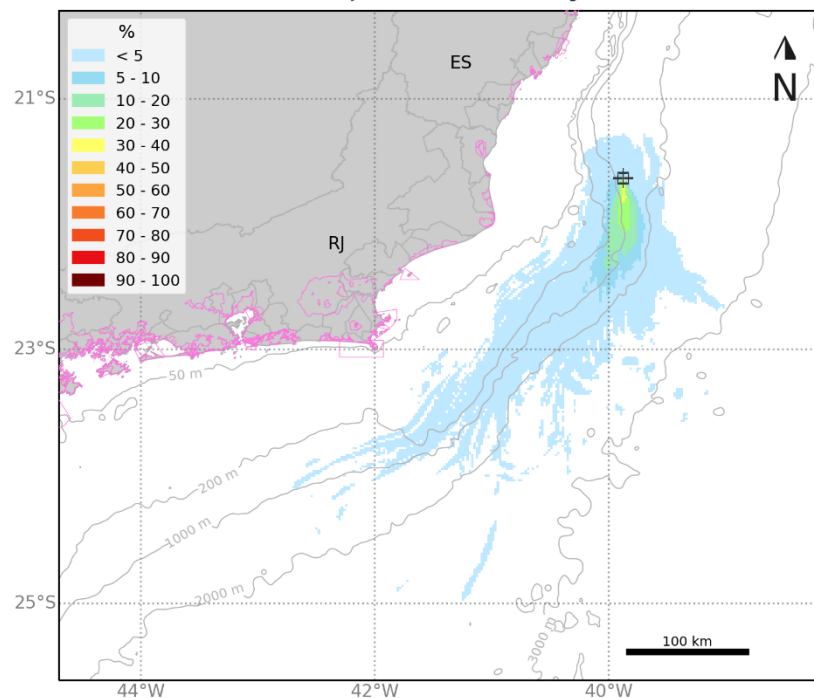 %
< 5
5 - 10
10 - 20
20 - 30
30 - 40
40 - 50
50 - 60
60 - 70
70 - 80
80 - 90
90 - 100
ES
N
21°S
RJ
23°S
50 m
200 m
1000 m
2000 m
25°S
3000 m
100 km
44°W
42°W
40°W